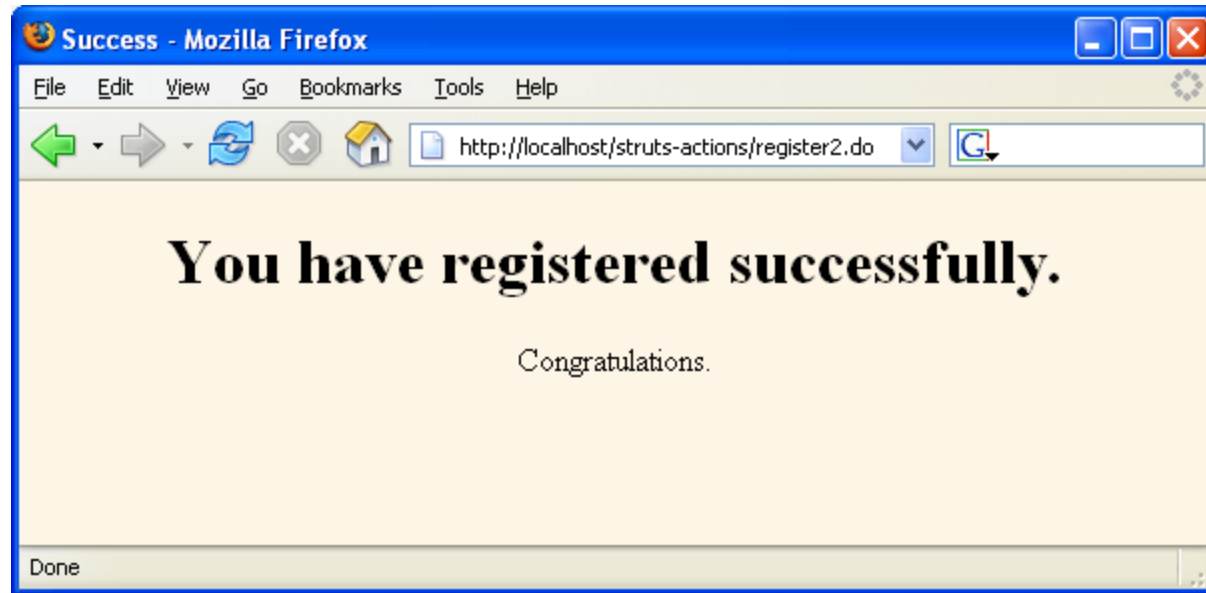 Success - Mozilla Firefox
File Edit View Go Bookmarks Tools Help
http://localhost/struts-actions/register2.do G
You have registered successfully.
Congratulations.
Done